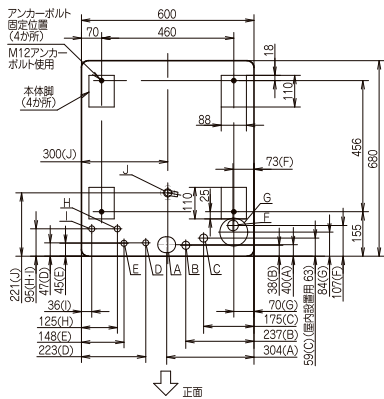 アンカーボルト
固定位置
(4か所)
M12アンカー
ボルト使用
本体脚
(4か所)
600
70
460
18
110
88
300(J)
73(F)
456
680
J
25
110
G
F
155
H
I
E
D
A
B
C
221(J)
95(H·I)
47(D)
45(E)
36(I)
125(H)
148(E)
223(D)
70(G)
175(C)
237(B)
304(A)
38(B)
40(A)
59(C)(屋内設置用 63)
84(G)
107(F)
正面